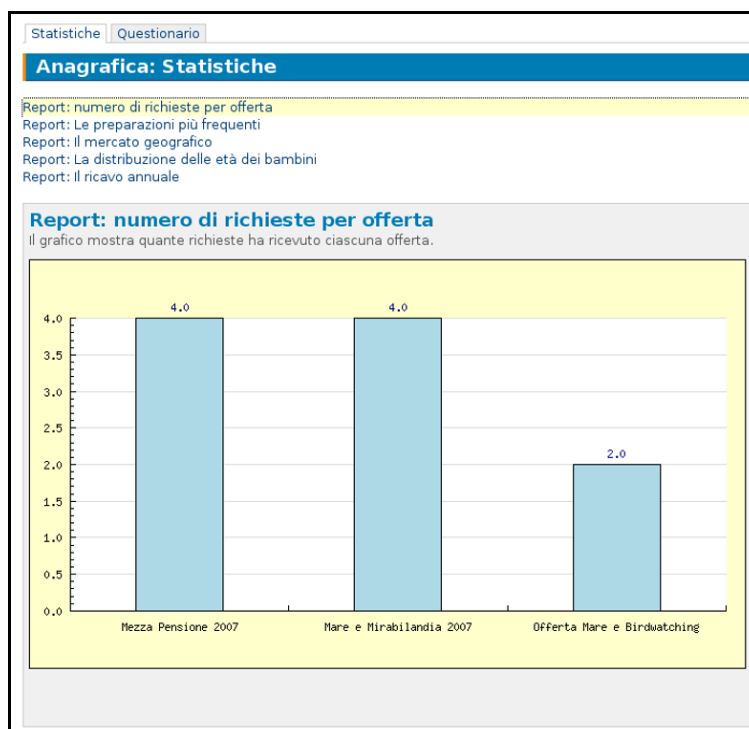 Statistiche Questionario
Anagrafica: Statistiche
Report: numero di richieste per offerta
Report: Le preparazioni più frequenti
Report: Il mercato geografico
Report: La distribuzione delle età dei bambini
Report: Il ricavo annuale
Report: numero di richieste per offerta
Il grafico mostra quante richieste ha ricevuto ciascuna offerta.
4.0 4.0
4.0
3.5
3.0
2.5
2.0
2.0
1.5
1.0
0.5
0.0
Mezza Pensione 2007 Mare e Mirabilandia 2007 Offerta Mare e Birdwatching